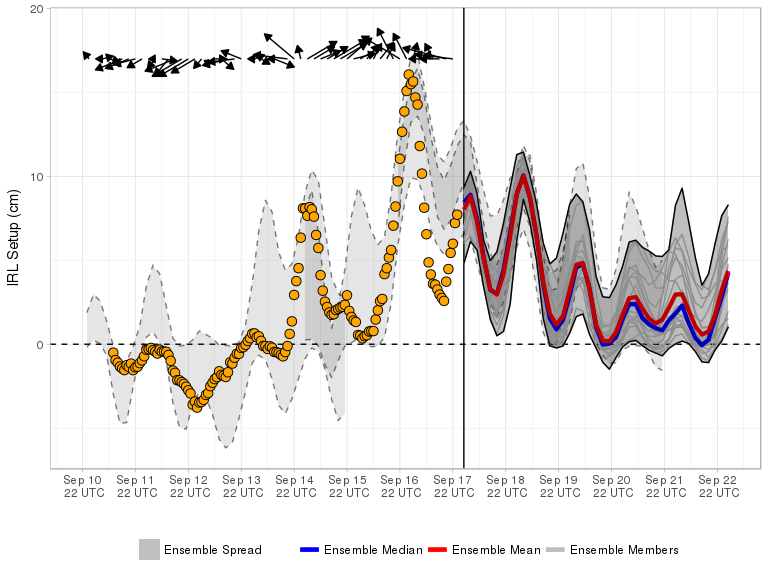 20
10
0
IRL Setup (cm)
Sep 10 Sep 11 Sep 12 Sep 13 Sep 14 Sep 15 Sep 16 Sep 17 Sep 18 Sep 19 Sep 20 Sep 21 Sep 22
22 UTC 22 UTC 22 UTC 22 UTC 22 UTC 22 UTC 22 UTC 22 UTC 22 UTC 22 UTC 22 UTC 22 UTC 22 UTC
Ensemble Spread Ensemble Median Ensemble Mean Ensemble Members